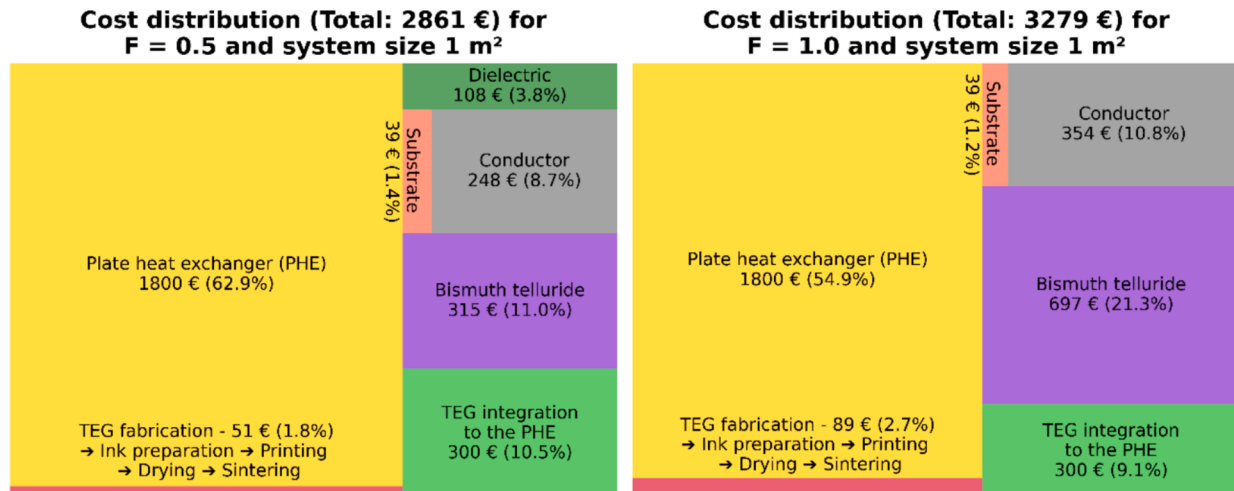 Cost distribution (Total: 2861 €) for
F = 0.5 and system size 1 m²
Plate heat exchanger (PHE)
1800 € (62.9%)
TEG fabrication - 51 € (1.8%)
➔ Ink preparation ➔ Printing
➔ Drying ➔ Sintering
Dielectric
108 € (3.8%)
Substrate
39 € (1.4%)
Conductor
248 € (8.7%)
Bismuth telluride
315 € (11.0%)
TEG integration
to the PHE
300 € (10.5%)
Cost distribution (Total: 3279 €) for
F = 1.0 and system size 1 m²
Plate heat exchanger (PHE)
1800 € (54.9%)
TEG fabrication - 89 € (2.7%)
➔ Ink preparation ➔ Printing
➔ Drying ➔ Sintering
Substrate
39 € (1.2%)
Conductor
354 € (10.8%)
Bismuth telluride
697 € (21.3%)
TEG integration
to the PHE
300 € (9.1%)